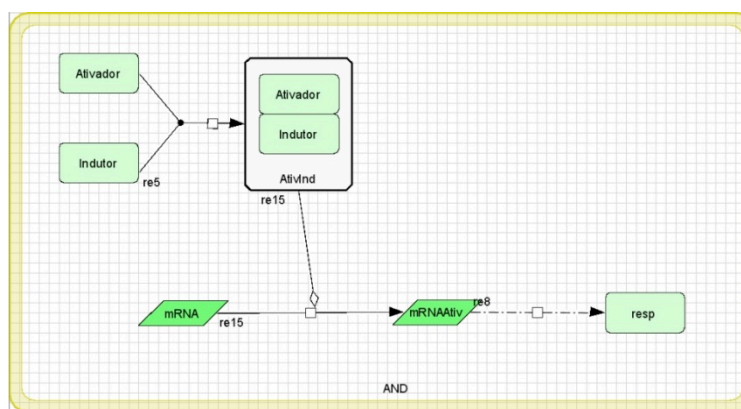 Ativador
Ativador
Indutor
Indutor
re5
AtivInd
re15
re8
mRNA
mRNAAtiv
resp
re15
AND